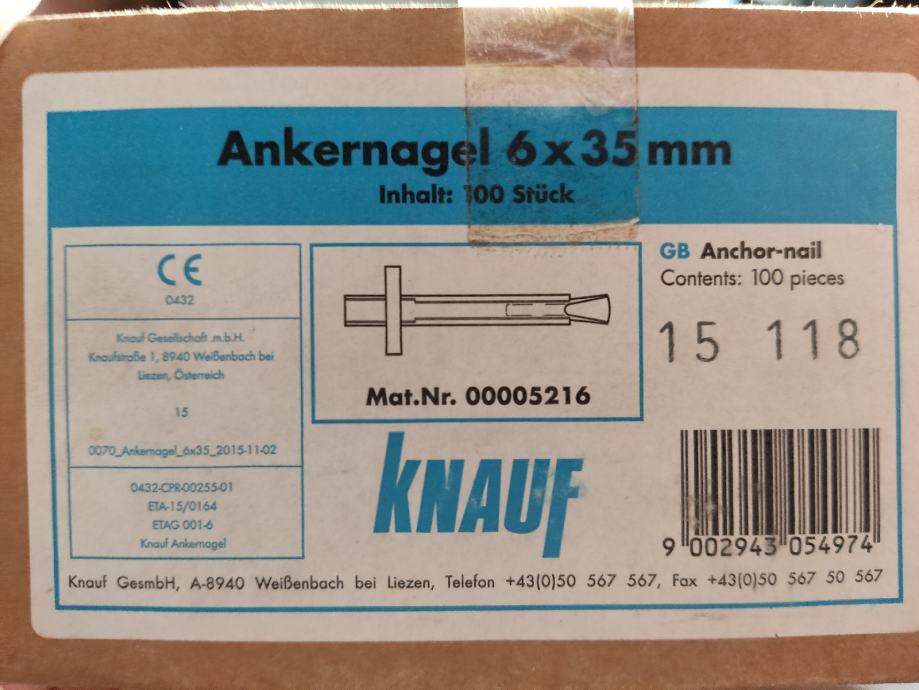 Ankernagel 6x35 mm
Inhalt: 100 Stück
CE
0432
Knauf Gesellschaft .m.b.H.
Knaufstraße 1, 8940 Weißenbach bei
Liezen, Österreich
15
0070_Ankernagel_6x35_2015-11-02
0432-CPR-00255-01
ETA-15/0164
ETAG 001-6
Knauf Ankernagel
Mat.Nr. 00005216
KNAUF
GB Anchor-nail
Contents: 100 pieces
15 118
9 002943 054974
Knauf GesmbH, A-8940 Weißenbach bei Liezen, Telefon +43(0)50 567 567, Fax +43(0)50 567 50 567